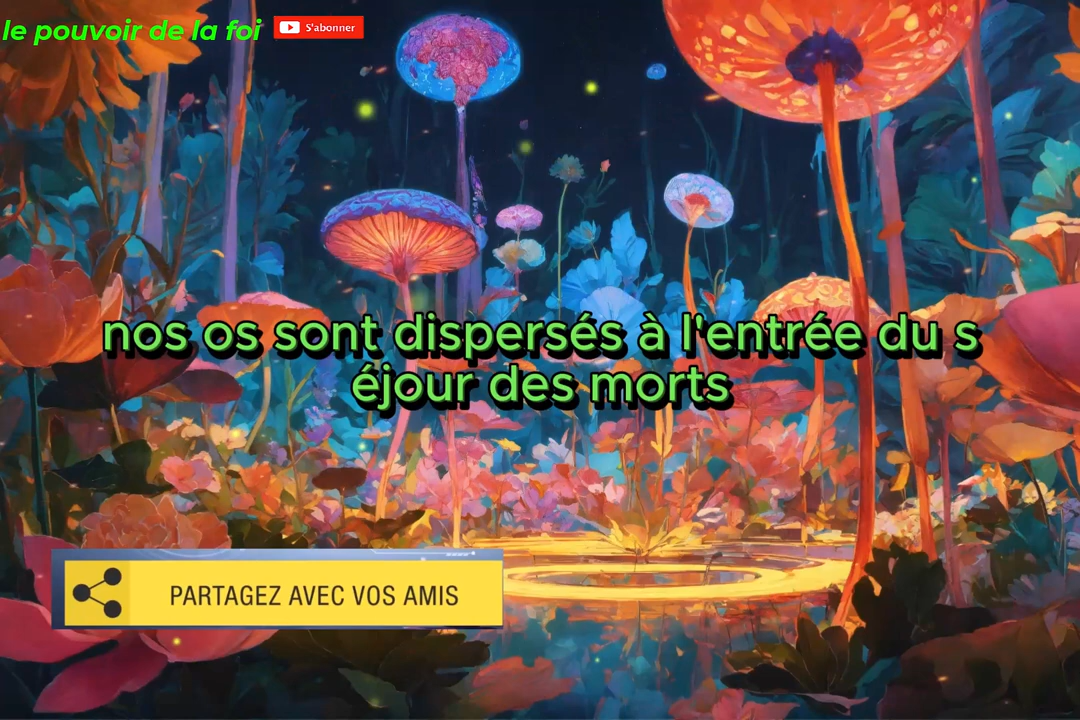 le pouvoir de la foi
S'abonner
nos os sont dispersés à l'entrée du s
éjour des morts
PARTAGEZ AVEC VOS AMIS